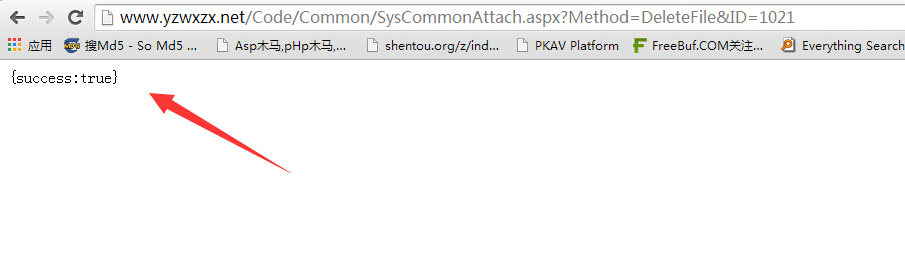 www.yzwxzx.net/Code/Common/SysCommonAttach.aspx?Method=DeleteFile&ID=1021
应用 搜Md5 - So Md5 ... Asp木马,pHp木马,... shentou.org/z/ind... PKAV Platform FreeBuf.COM关注... Everything Search
{success:true}